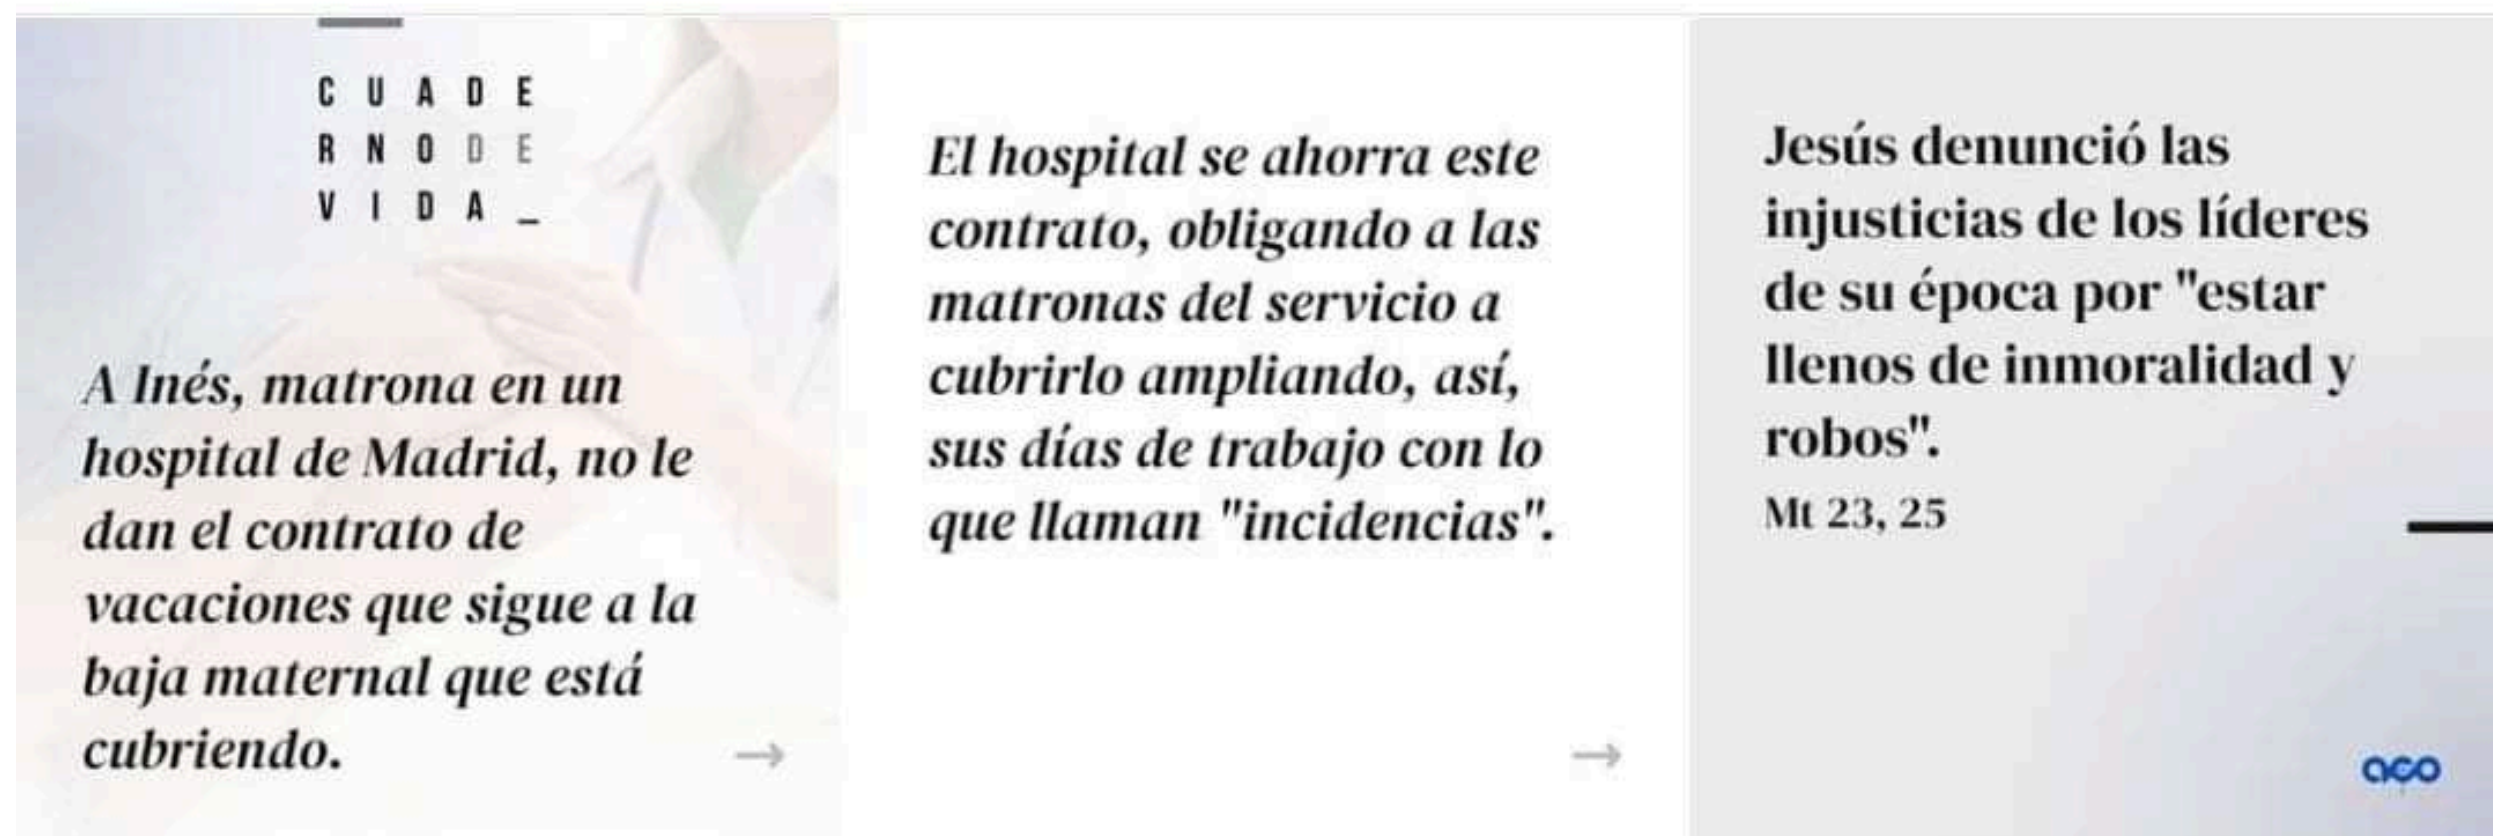 CUADE
RNODE
VIDA_
A Inés, matrona en un
hospital de Madrid, no le
dan el contrato de
vacaciones que sigue a la
baja maternal que está
cubriendo.
→
El hospital se ahorra este
contrato, obligando a las
matronas del servicio a
cubrirlo ampliando, así,
sus días de trabajo con lo
que llaman "incidencias".
→
Jesús denunció las
injusticias de los líderes
de su época por "estar
llenos de inmoralidad y
robos".
Mt 23, 25
aco